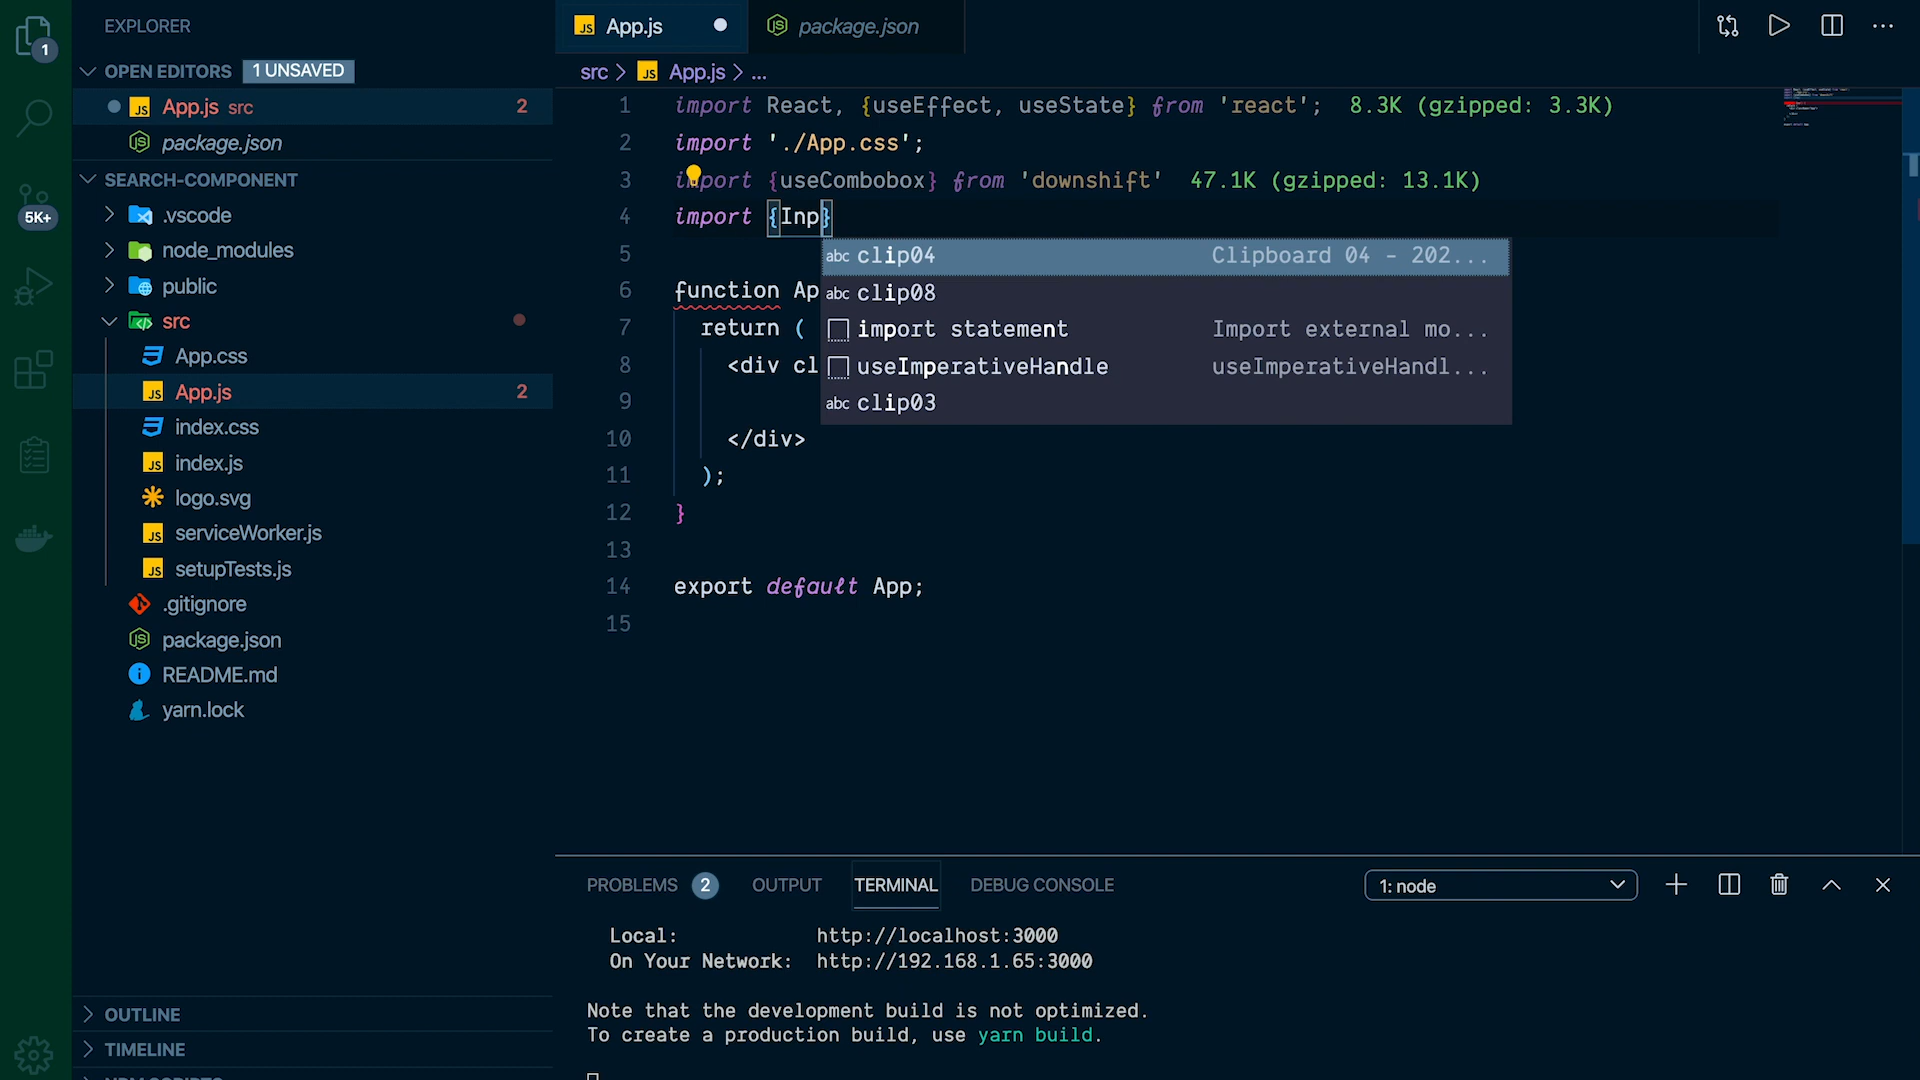 EXPLORER
1
OPEN EDITORS 1 UNSAVED
JS App.js src 2
package.json
SEARCH-COMPONENT
5K+
.vscode
node_modules
public
src
App.css
JS App.js 2
index.css
JS index.js
logo.svg
JS serviceWorker.js
JS setupTests.js
.gitignore
package.json
README.md
yarn.lock
OUTLINE
TIMELINE
JS App.js
package.json
src > JS App.js > ...
1 import React, {useEffect, useState} from 'react'; 8.3K (gzipped: 3.3K)
2 import './App.css';
3 import {useCombobox} from 'downshift' 47.1K (gzipped: 13.1K)
4 import {Inp}
5
6 function Ap
7 return (
8 <div cl
9
10 </div>
11 );
12 }
13
14 export default App;
15
abc clip04 Clipboard 04 - 202...
abc clip08
import statement Import external mo...
useImperativeHandle useImperativeHandl...
abc clip03
PROBLEMS 2 OUTPUT TERMINAL DEBUG CONSOLE 1: node
Local: http://localhost:3000
On Your Network: http://192.168.1.65:3000
Note that the development build is not optimized.
To create a production build, use yarn build.